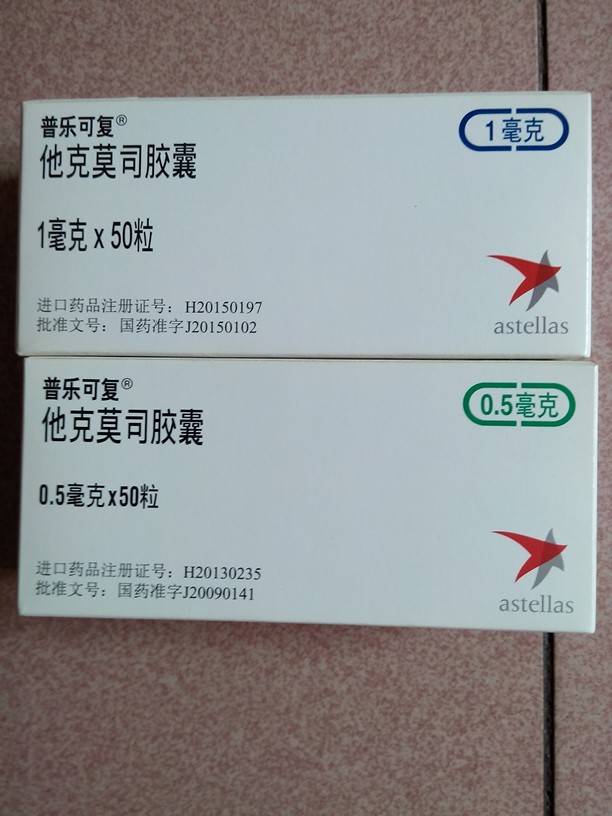 普乐可复®
他克莫司胶囊
1毫克
1毫克 x 50粒
进口药品注册证号：H20150197
批准文号：国药准字J20150102
astellas
普乐可复®
他克莫司胶囊
0.5毫克
0.5毫克x50粒
进口药品注册证号：H20130235
批准文号：国药准字J20090141
astellas